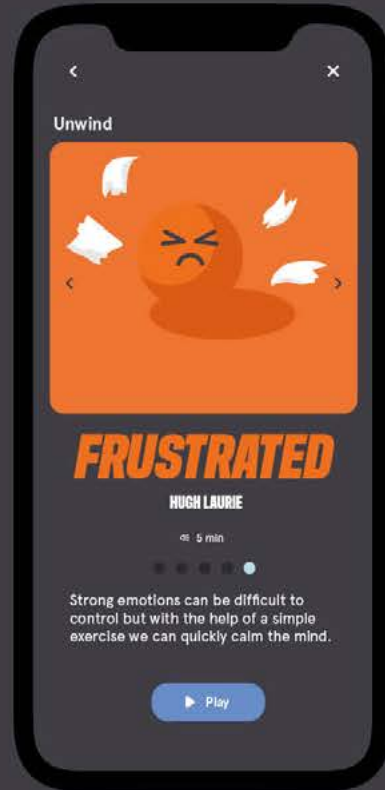 Unwind
FRUSTRATED
HUGH LAURIE
5 min
Strong emotions can be difficult to
control but with the help of a simple
exercise we can quickly calm the mind.
Play